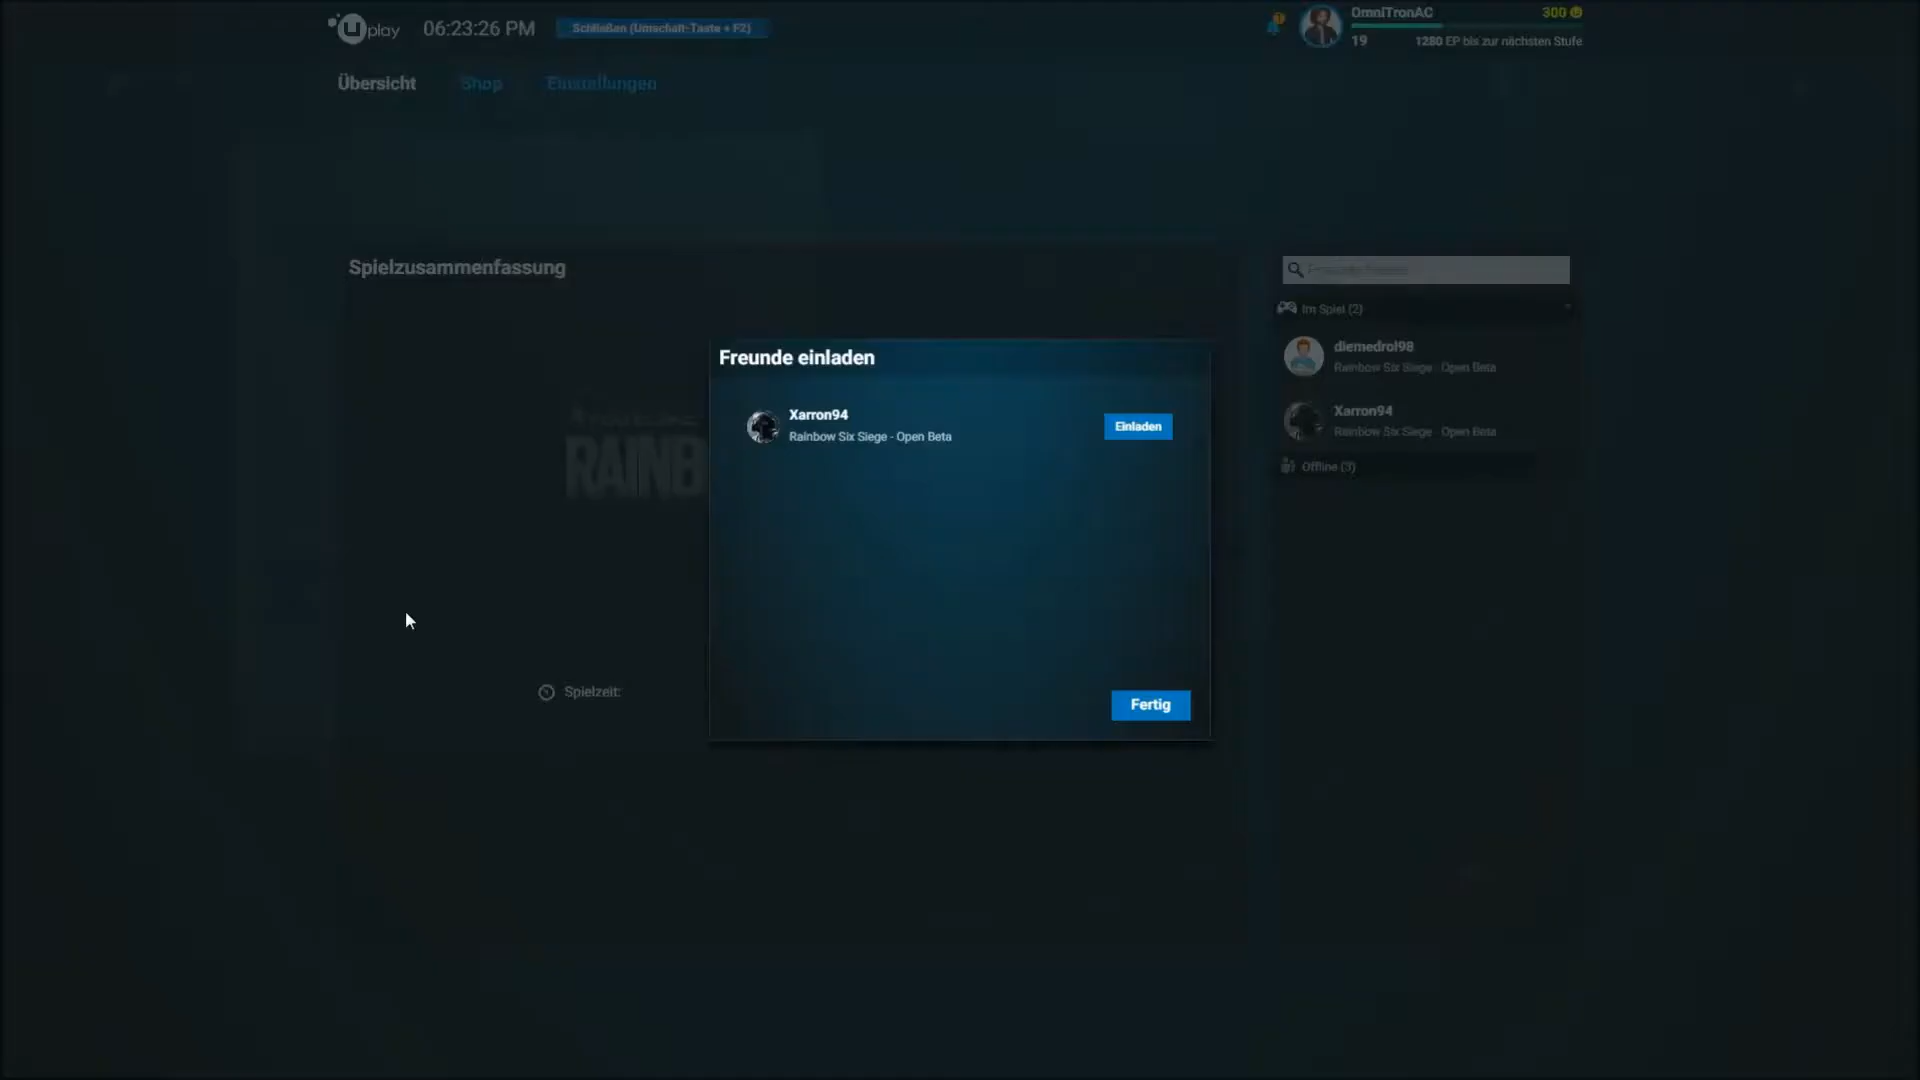 Uplay
06:23:26 PM
Schließen (Umschalt-Taste + F2)
1
OmniTronAC
300
19
1280 EP bis zur nächsten Stufe
Übersicht
Shop
Einstellungen
Spielzusammenfassung
Im Spiel (2)
diemedrol98
Rainbow Six Siege - Open Beta
Xarron94
Rainbow Six Siege - Open Beta
Offline (3)
Freunde einladen
Xarron94
Rainbow Six Siege - Open Beta
Einladen
RAINB
Spielzeit:
Fertig